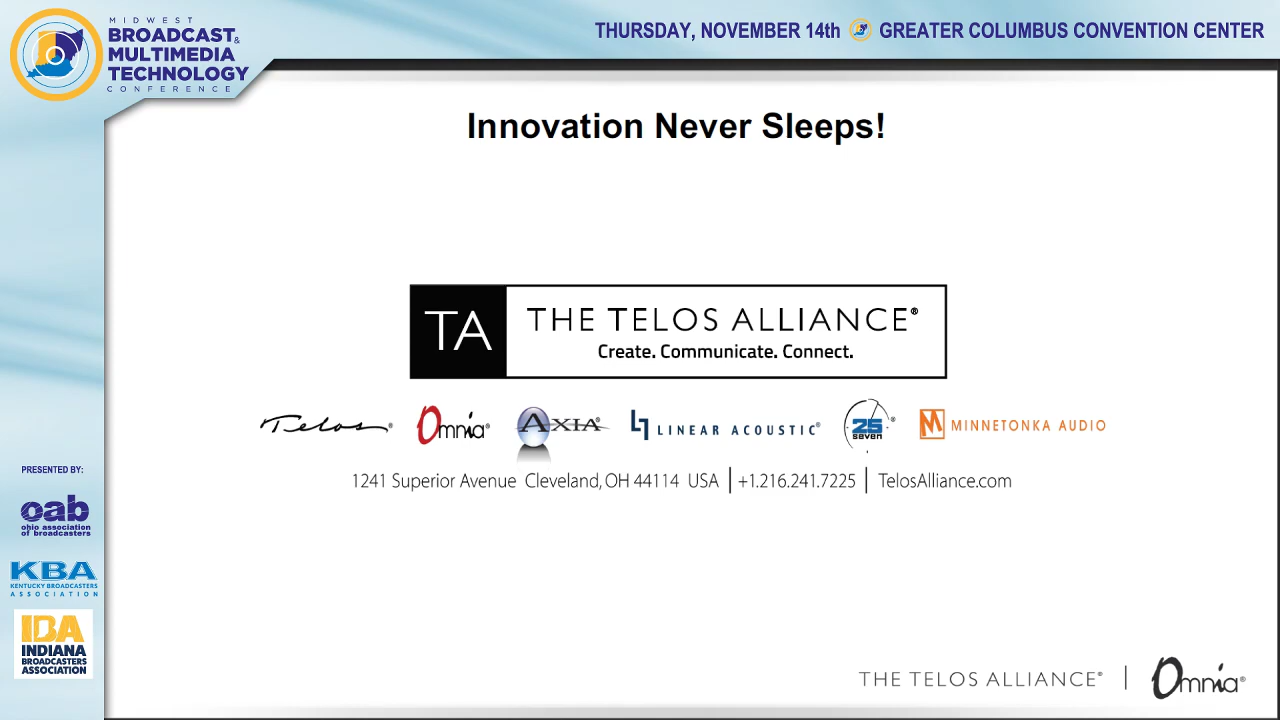 MIDWEST
BROADCAST&
MULTIMEDIA
TECHNOLOGY
CONFERENCE
THURSDAY, NOVEMBER 14th GREATER COLUMBUS CONVENTION CENTER
Innovation Never Sleeps!
TA THE TELOS ALLIANCE®
Create. Communicate. Connect.
Telos® Omnia® AXIA® LINEAR ACOUSTIC® 25 seven® MINNETONKA AUDIO
1241 Superior Avenue Cleveland, OH 44114 USA | +1.216.241.7225 | TelosAlliance.com
PRESENTED BY:
oab
ohio association
of broadcasters
KBA
KENTUCKY BROADCASTERS
ASSOCIATION
IBA
INDIANA
BROADCASTERS
ASSOCIATION
THE TELOS ALLIANCE® | Omnia®